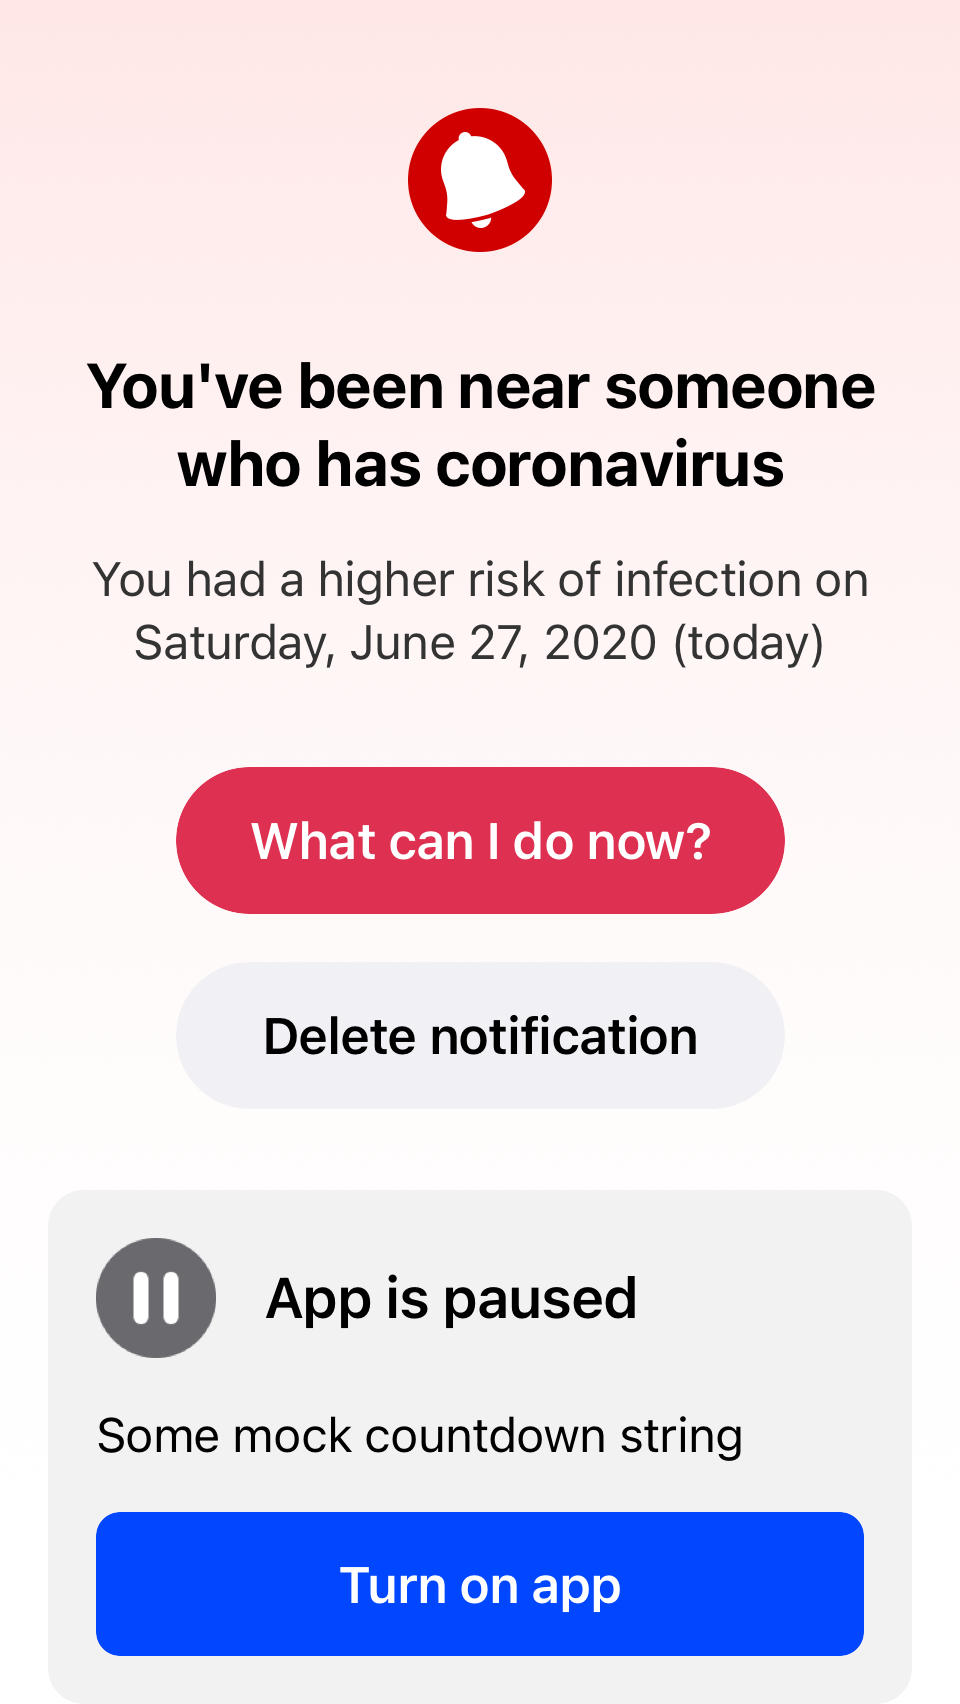 You've been near someone
who has coronavirus
You had a higher risk of infection on
Saturday, June 27, 2020 (today)
What can I do now?
Delete notification
App is paused
Some mock countdown string
Turn on app